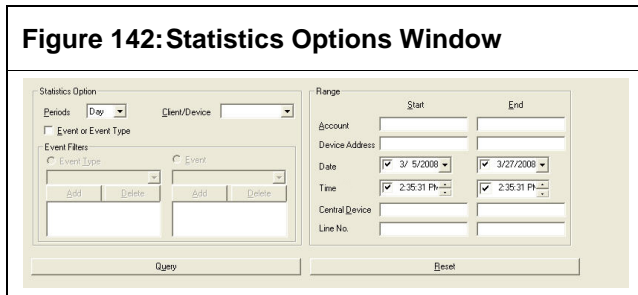 Figure 142: Statistics Options Window
Statistics Option
Periods Day Client/Device
Event or Event Type
Event Filters
Event Type Event
Add Delete Add Delete
Range
Start End
Account
Device Address
Date 3/ 5/2008 3/27/2008
Time 2:35:31 PM 2:35:31 PM
Central Device
Line No.
Query Reset